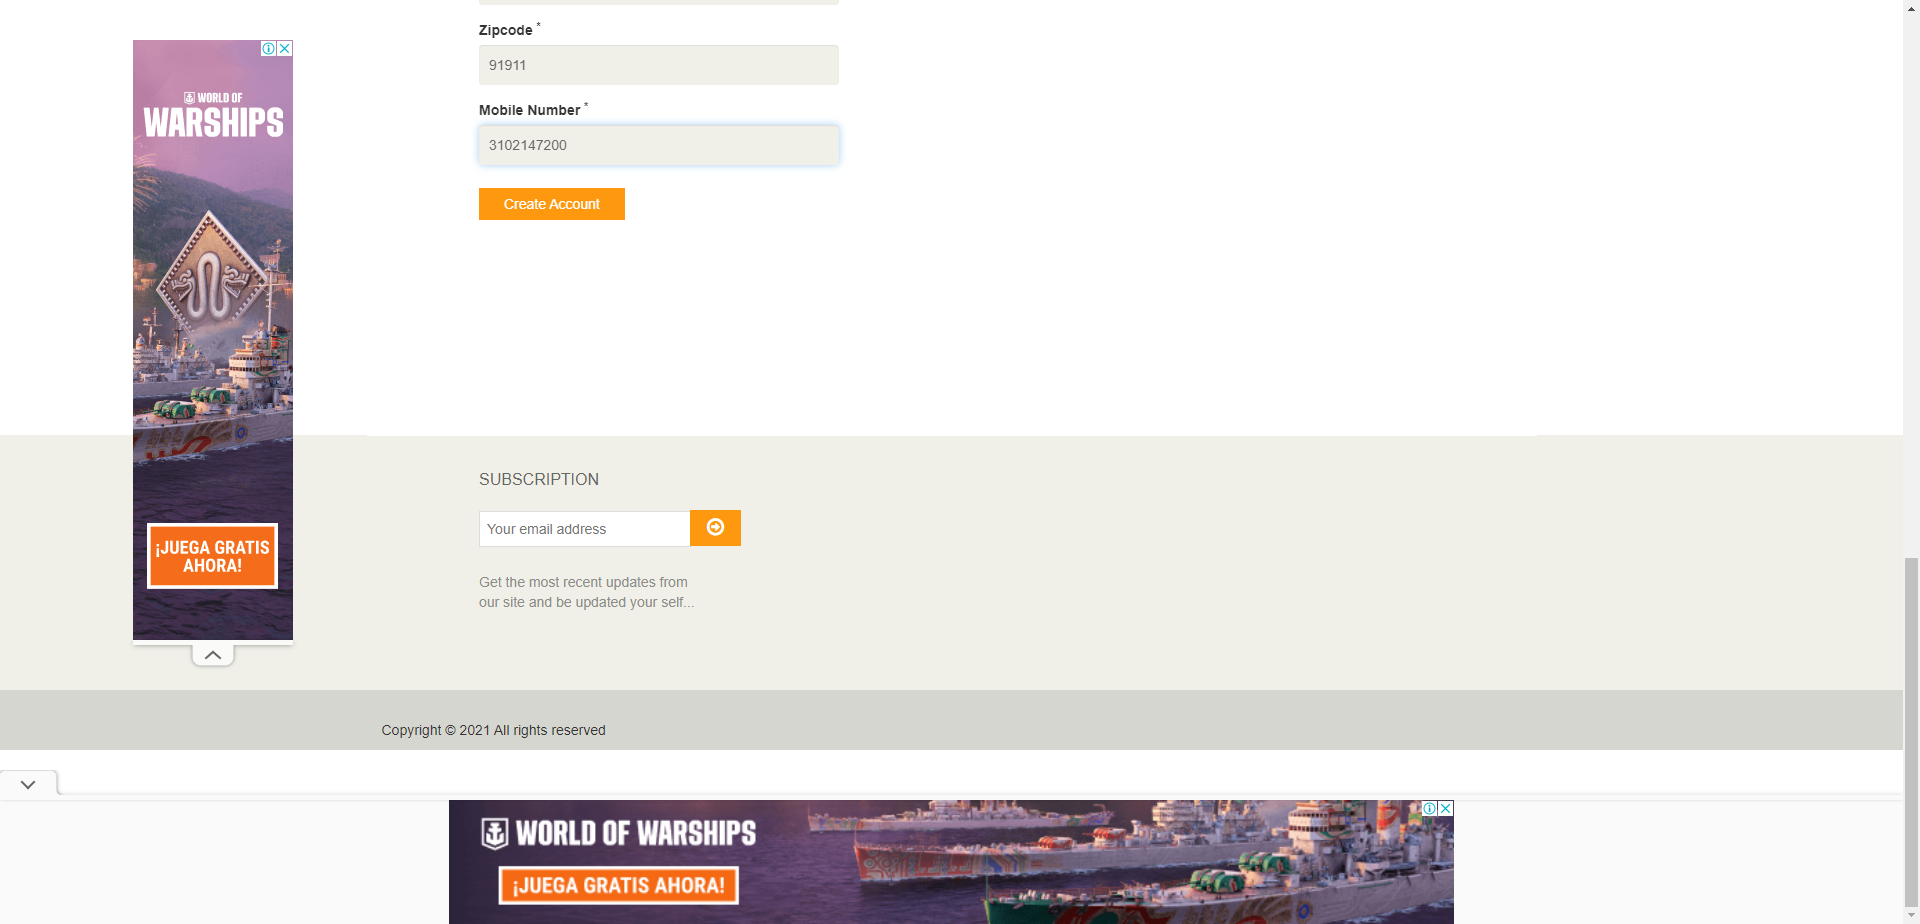 Zipcode *
91911
Mobile Number *
3102147200
Create Account
WORLD OF
WARSHIPS
¡JUEGA GRATIS
AHORA!
SUBSCRIPTION
Your email address
Get the most recent updates from
our site and be updated your self...
Copyright © 2021 All rights reserved
WORLD OF WARSHIPS
¡JUEGA GRATIS AHORA!